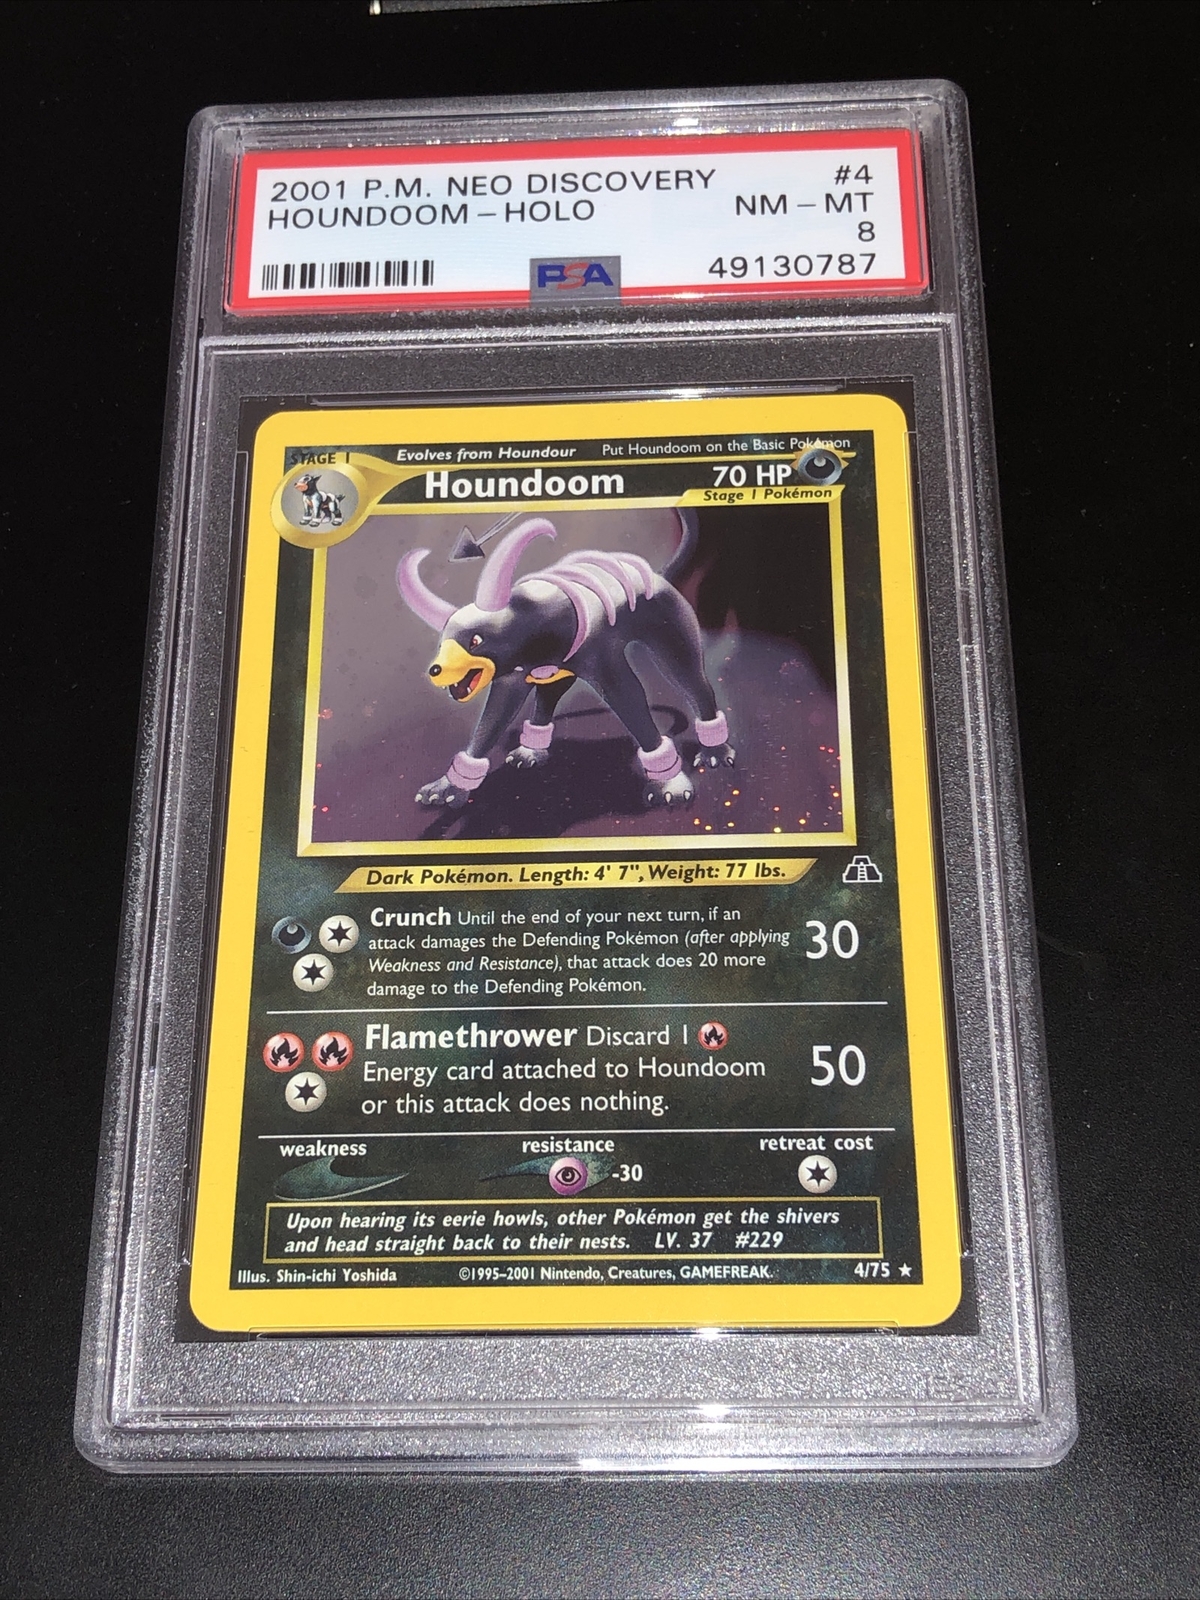 2001 P.M. NEO DISCOVERY #4
HOUNDOOM - HOLO NM - MT
8
PSA 49130787
STAGE 1 Evolves from Houndour Put Houndoom on the Basic Pokémon
Houndoom 70 HP
Stage 1 Pokémon
Dark Pokémon. Length: 4' 7", Weight: 77 lbs.
Crunch Until the end of your next turn, if an
attack damages the Defending Pokémon (after applying
Weakness and Resistance), that attack does 20 more
damage to the Defending Pokémon.
30
Flamethrower Discard 1
Energy card attached to Houndoom
or this attack does nothing.
50
weakness resistance retreat cost
-30
Upon hearing its eerie howls, other Pokémon get the shivers
and head straight back to their nests. LV. 37 #229
Illus. Shin-ichi Yoshida ©1995-2001 Nintendo, Creatures, GAMEFREAK. 4/75 ★